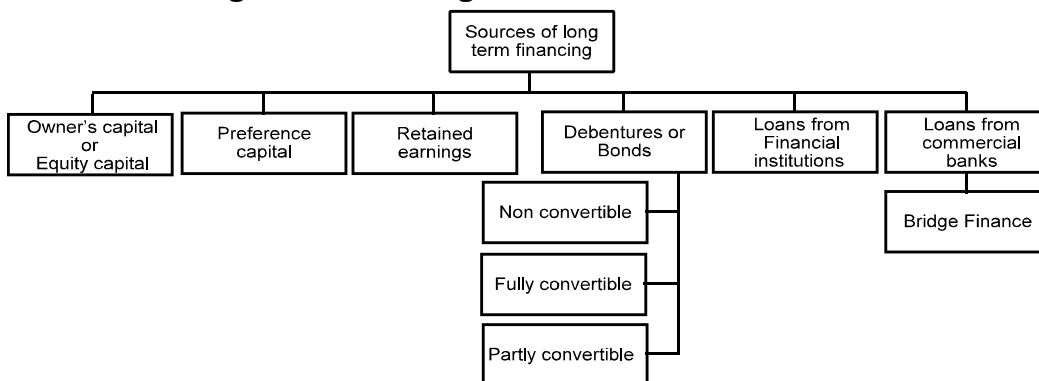 Sources of long
term financing
Owner's capital
or
Equity capital
Preference
capital
Retained
earnings
Debentures or
Bonds
Loans from
Financial
institutions
Loans from
commercial
banks
Non convertible
Fully convertible
Partly convertible
Bridge Finance